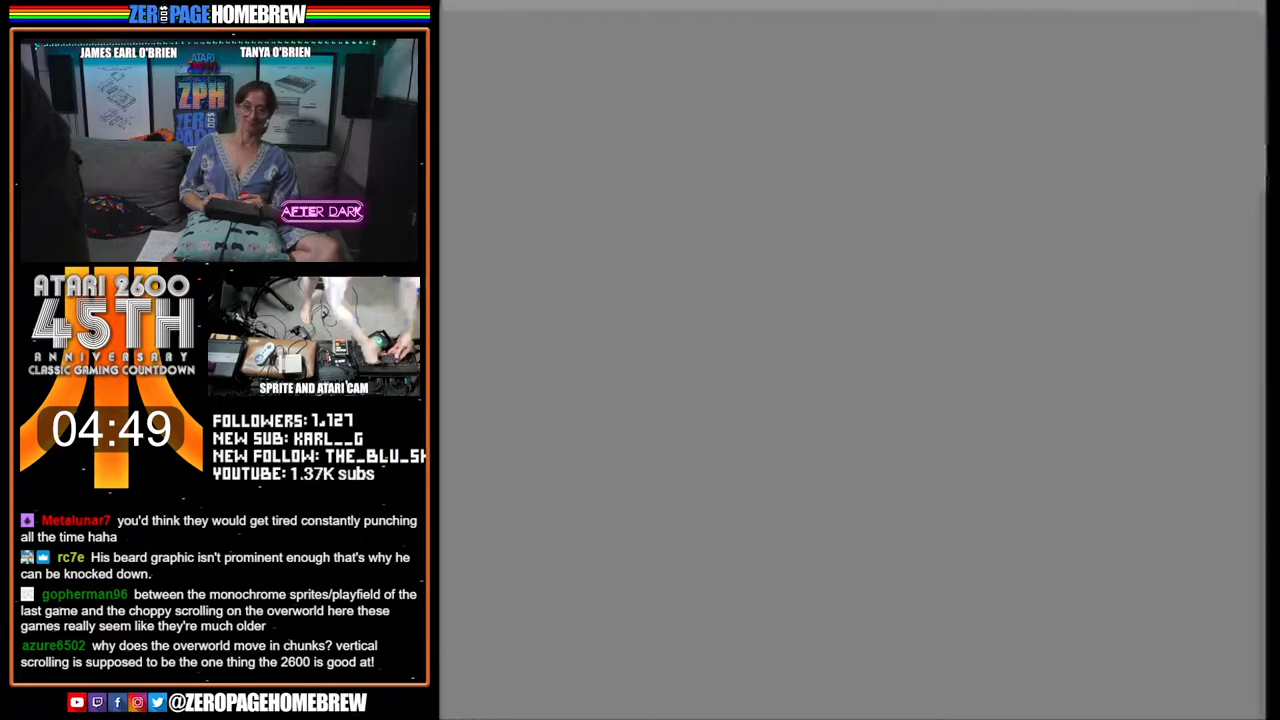 ZEROPAGE HOMEBREW
JAMES EARL O'BRIEN
TANYA O'BRIEN
ATARI
ZPH
AFTER DARK
ATARI 2600
45TH
ANNIVERSARY
CLASSIC GAMING COUNTDOWN
04:49
SPRITE AND ATARI CAM
FOLLOWERS: 1,127
NEW SUB: KARL__G
NEW FOLLOW: THE_BLU_SH
YOUTUBE: 1.37K subs
Metalunar7 you'd think they would get tired constantly punching
all the time haha
rc7e His beard graphic isn't prominent enough that's why he
can be knocked down.
gopherman96 between the monochrome sprites/playfield of the
last game and the choppy scrolling on the overworld here these
games really seem like they're much older
azure6502 why does the overworld move in chunks? vertical
scrolling is supposed to be the one thing the 2600 is good at!
@ZEROPAGEHOMEBREW